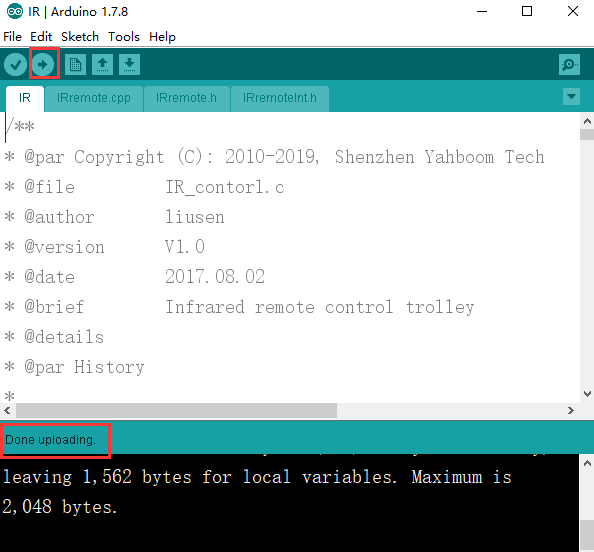 IR | Arduino 1.7.8
File Edit Sketch Tools Help
IR IRremote.cpp IRremote.h IRremoteInt.h
/**
* @par Copyright (C): 2010-2019, Shenzhen Yahboom Tech
* @file IR_contorl.c
* @author liusen
* @version V1.0
* @date 2017.08.02
* @brief Infrared remote control trolley
* @details
* @par History
*
Done uploading.
leaving 1,562 bytes for local variables. Maximum is
2,048 bytes.